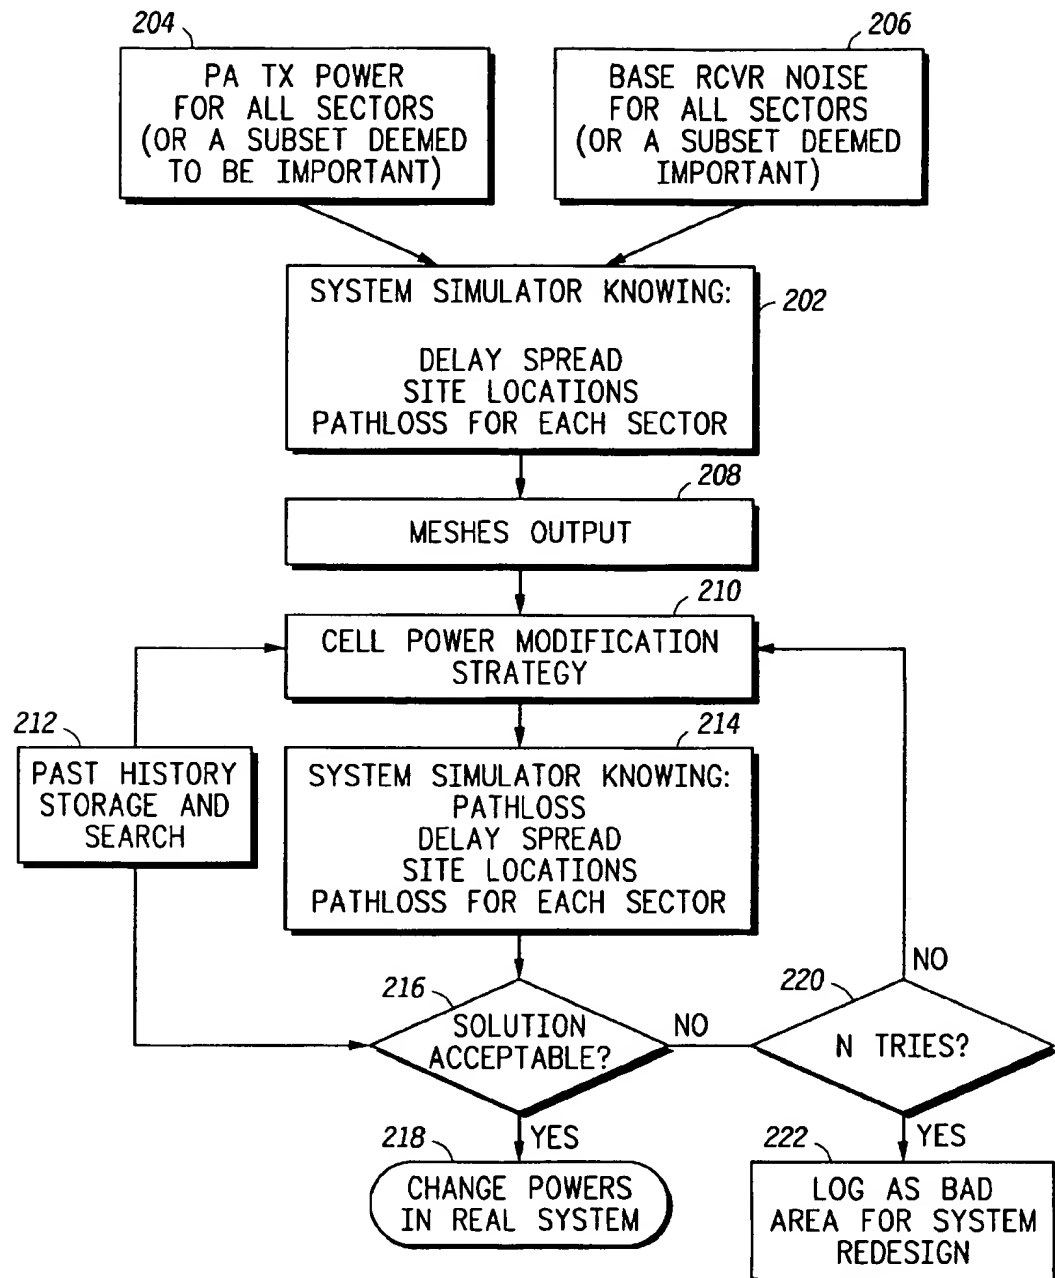 204
PA TX POWER
FOR ALL SECTORS
(OR A SUBSET DEEMED
TO BE IMPORTANT)
206
BASE RCVR NOISE
FOR ALL SECTORS
(OR A SUBSET DEEMED
IMPORTANT)
SYSTEM SIMULATOR KNOWING:
DELAY SPREAD
SITE LOCATIONS
PATHLOSS FOR EACH SECTOR
202
208
MESHES OUTPUT
210
CELL POWER MODIFICATION
STRATEGY
212
PAST HISTORY
STORAGE AND
SEARCH
214
SYSTEM SIMULATOR KNOWING:
PATHLOSS
DELAY SPREAD
SITE LOCATIONS
PATHLOSS FOR EACH SECTOR
216
SOLUTION
ACCEPTABLE?
NO
220
N TRIES?
NO
YES
218
CHANGE POWERS
IN REAL SYSTEM
YES
222
LOG AS BAD
AREA FOR SYSTEM
REDESIGN